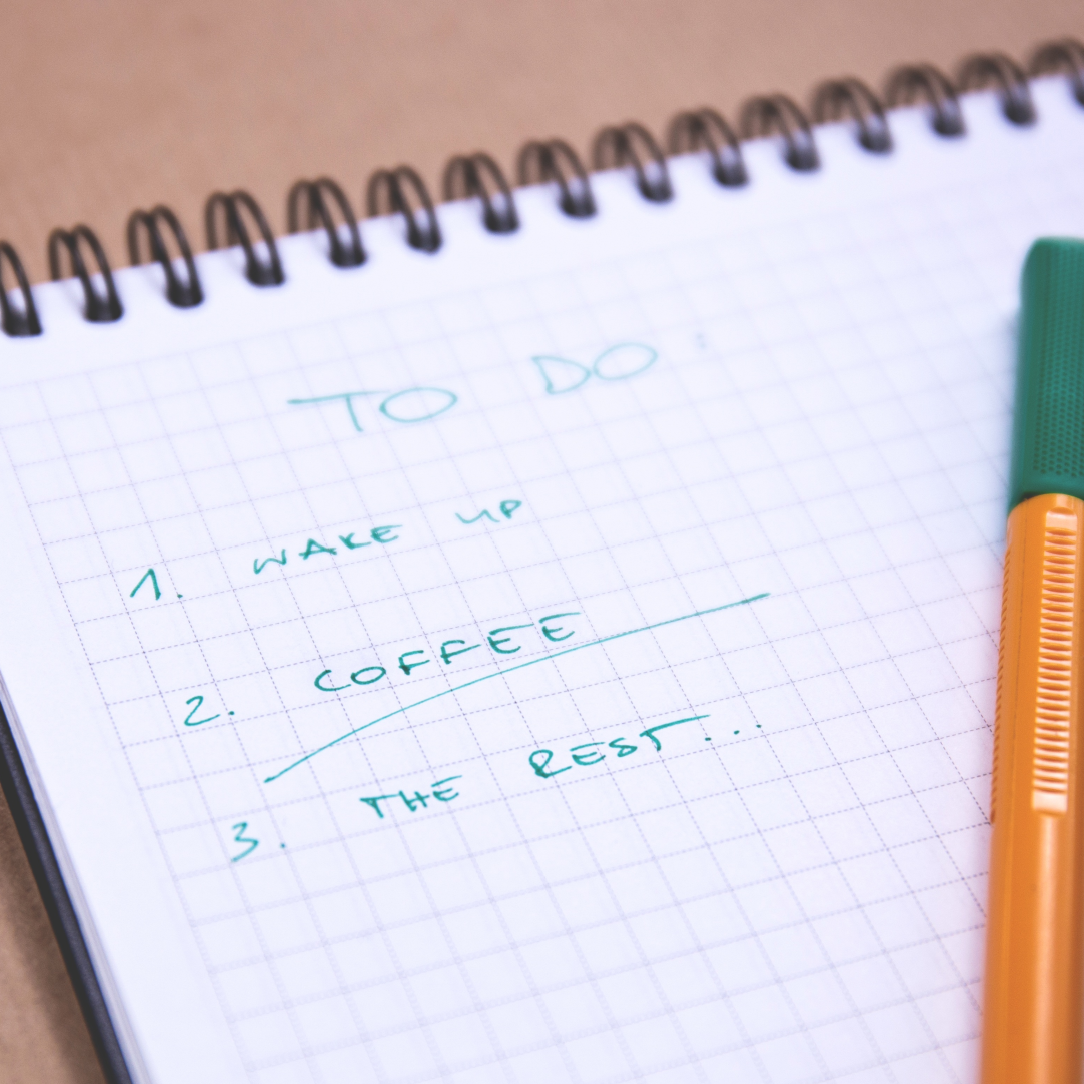 TO DO:
1. WAKE UP
2. COFFEE
3. THE REST...